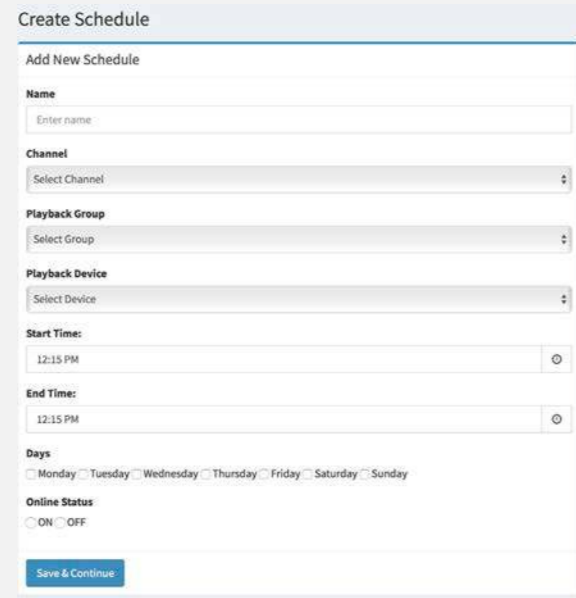 Create Schedule
Add New Schedule
Name
Enter name
Channel
Select Channel
Playback Group
Select Group
Playback Device
Select Device
Start Time:
12:15 PM
End Time:
12:15 PM
Days
Monday Tuesday Wednesday Thursday Friday Saturday Sunday
Online Status
ON OFF
Save & Continue